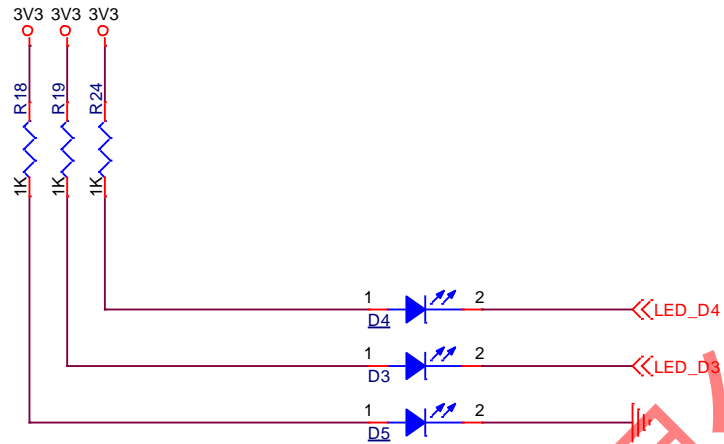 3V3 3V3 3V3
R18 R19 R24
1K 1K 1K
1 2
D4
LED_D4
1 2
D3
LED_D3
1 2
D5